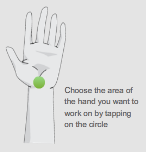 Choose the area of
the hand you want to
work on by tapping
on the circle